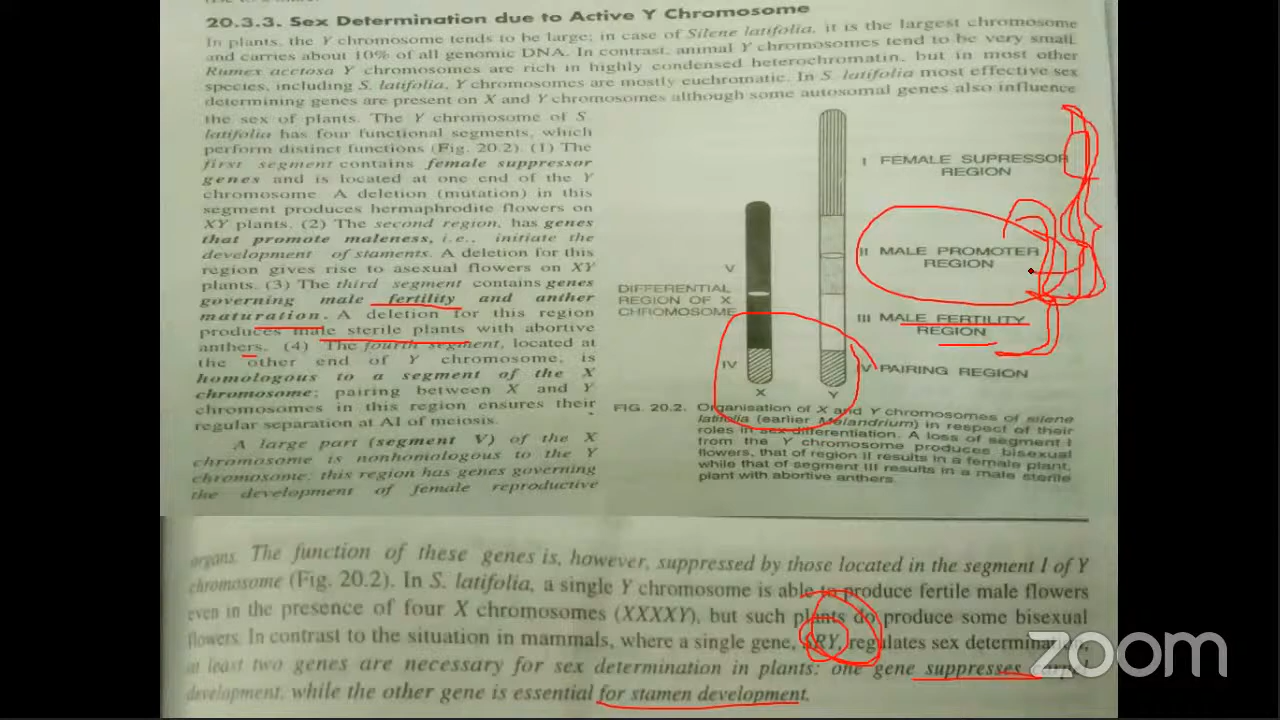 20.3.3. Sex Determination due to Active Y Chromosome
In plants, the Y chromosome tends to be large; in case of Silene latifolia, it is the largest chromosome
and carries about 10% of all genomic DNA. In contrast, animal Y chromosomes tend to be very small.
Rumex acetosa Y chromosomes are rich in highly condensed heterochromatin, but in most other
species, including S. latifolia, Y chromosomes are mostly euchromatic. In S. latifolia most effective sex
determining genes are present on X and Y chromosomes although some autosomal genes also influence
the sex of plants. The Y chromosome of S.
latifolia has four functional segments, which
perform distinct functions (Fig. 20.2). (1) The
first segment contains female suppressor
genes and is located at one end of the Y
chromosome. A deletion (mutation) in this
segment produces hermaphrodite flowers on
XY plants. (2) The second region, has genes
that promote maleness, i.e., initiate the
development of staments. A deletion for this
region gives rise to asexual flowers on XY
plants. (3) The third segment contains genes
governing male fertility and anther
maturation. A deletion for this region
produces male sterile plants with abortive
anthers. (4) The fourth segment, located at
the other end of Y chromosome, is
homologous to a segment of the X
chromosome; pairing between X and Y
chromosomes in this region ensures their
regular separation at AI of meiosis.
A large part (segment V) of the X
chromosome is nonhomologous to the Y
chromosome; this region has genes governing
the development of female reproductive
I FEMALE SUPRESSOR
REGION
II MALE PROMOTER
REGION
V
DIFFERENTIAL
REGION OF X
CHROMOSOME
III MALE FERTILITY
REGION
IV
IV PAIRING REGION
X
Y
FIG. 20.2. Organisation of X and Y chromosomes of silene
latifolia (earlier Melandrium) in respect of their
roles in sex differentiation. A loss of segment I
from the Y chromosome produces bisexual
flowers, that of region II results in a female plant,
while that of segment III results in a male sterile
plant with abortive anthers.
organs. The function of these genes is, however, suppressed by those located in the segment I of Y
chromosome (Fig. 20.2). In S. latifolia, a single Y chromosome is able to produce fertile male flowers
even in the presence of four X chromosomes (XXXXY), but such plants do produce some bisexual
flowers. In contrast to the situation in mammals, where a single gene, SRY, regulates sex determination,
at least two genes are necessary for sex determination in plants: one gene suppresses carpel
development, while the other gene is essential for stamen development.
zoom